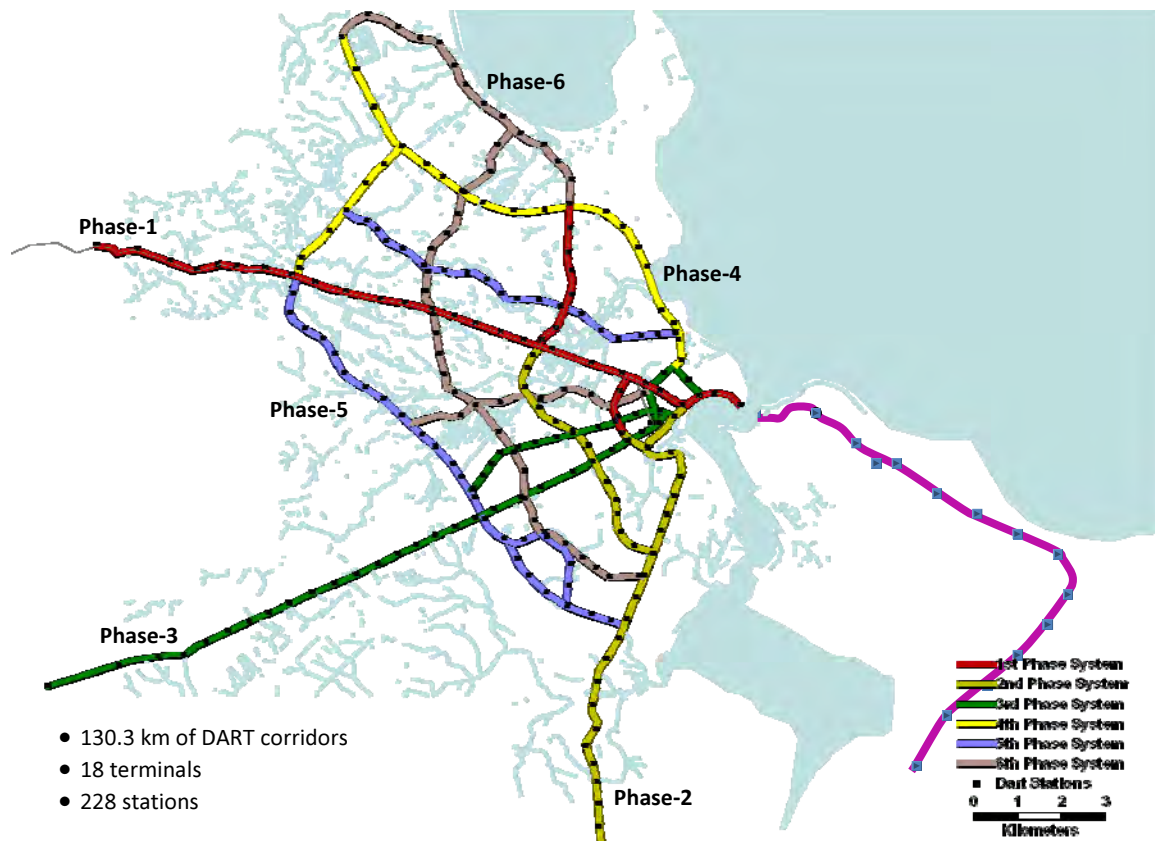 Phase-6
Phase-1
Phase-4
Phase-5
Phase-3
Phase-2
• 130.3 km of DART corridors
• 18 terminals
• 228 stations
1st Phase System
2nd Phase System
3rd Phase System
4th Phase System
5th Phase System
6th Phase System
Dart Stations
0 1 2 3
Kilometers